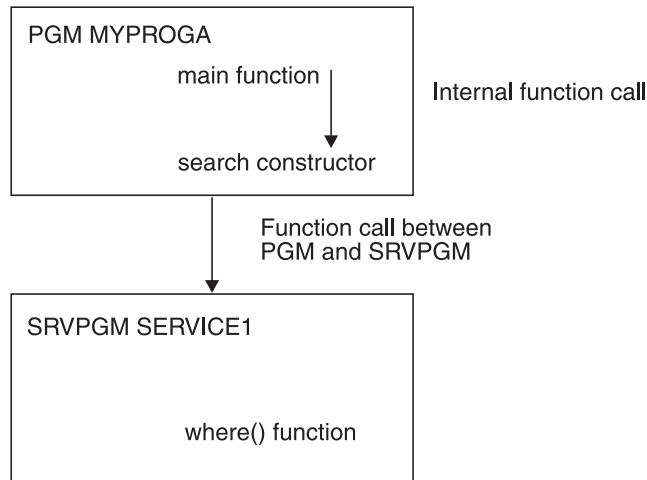 PGM MYPROGA
main function
Internal function call
search constructor
Function call between
PGM and SRVPGM
SRVPGM SERVICE1
where() function